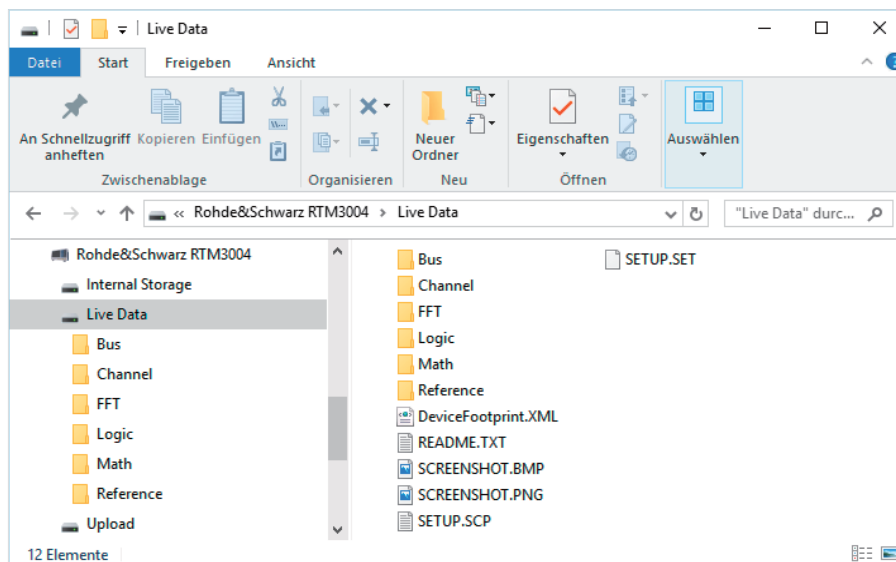 Live Data
Datei Start Freigeben Ansicht
An Schnellzugriff anheften Kopieren Einfügen Neuer Ordner Eigenschaften Auswählen
Zwischenablage Organisieren Neu Öffnen
« Rohde&Schwarz RTM3004 > Live Data "Live Data" durc...
Rohde&Schwarz RTM3004
Internal Storage
Live Data
Bus
Channel
FFT
Logic
Math
Reference
Upload
Bus
Channel
FFT
Logic
Math
Reference
DeviceFootprint.XML
README.TXT
SCREENSHOT.BMP
SCREENSHOT.PNG
SETUP.SCP
SETUP.SET
12 Elemente